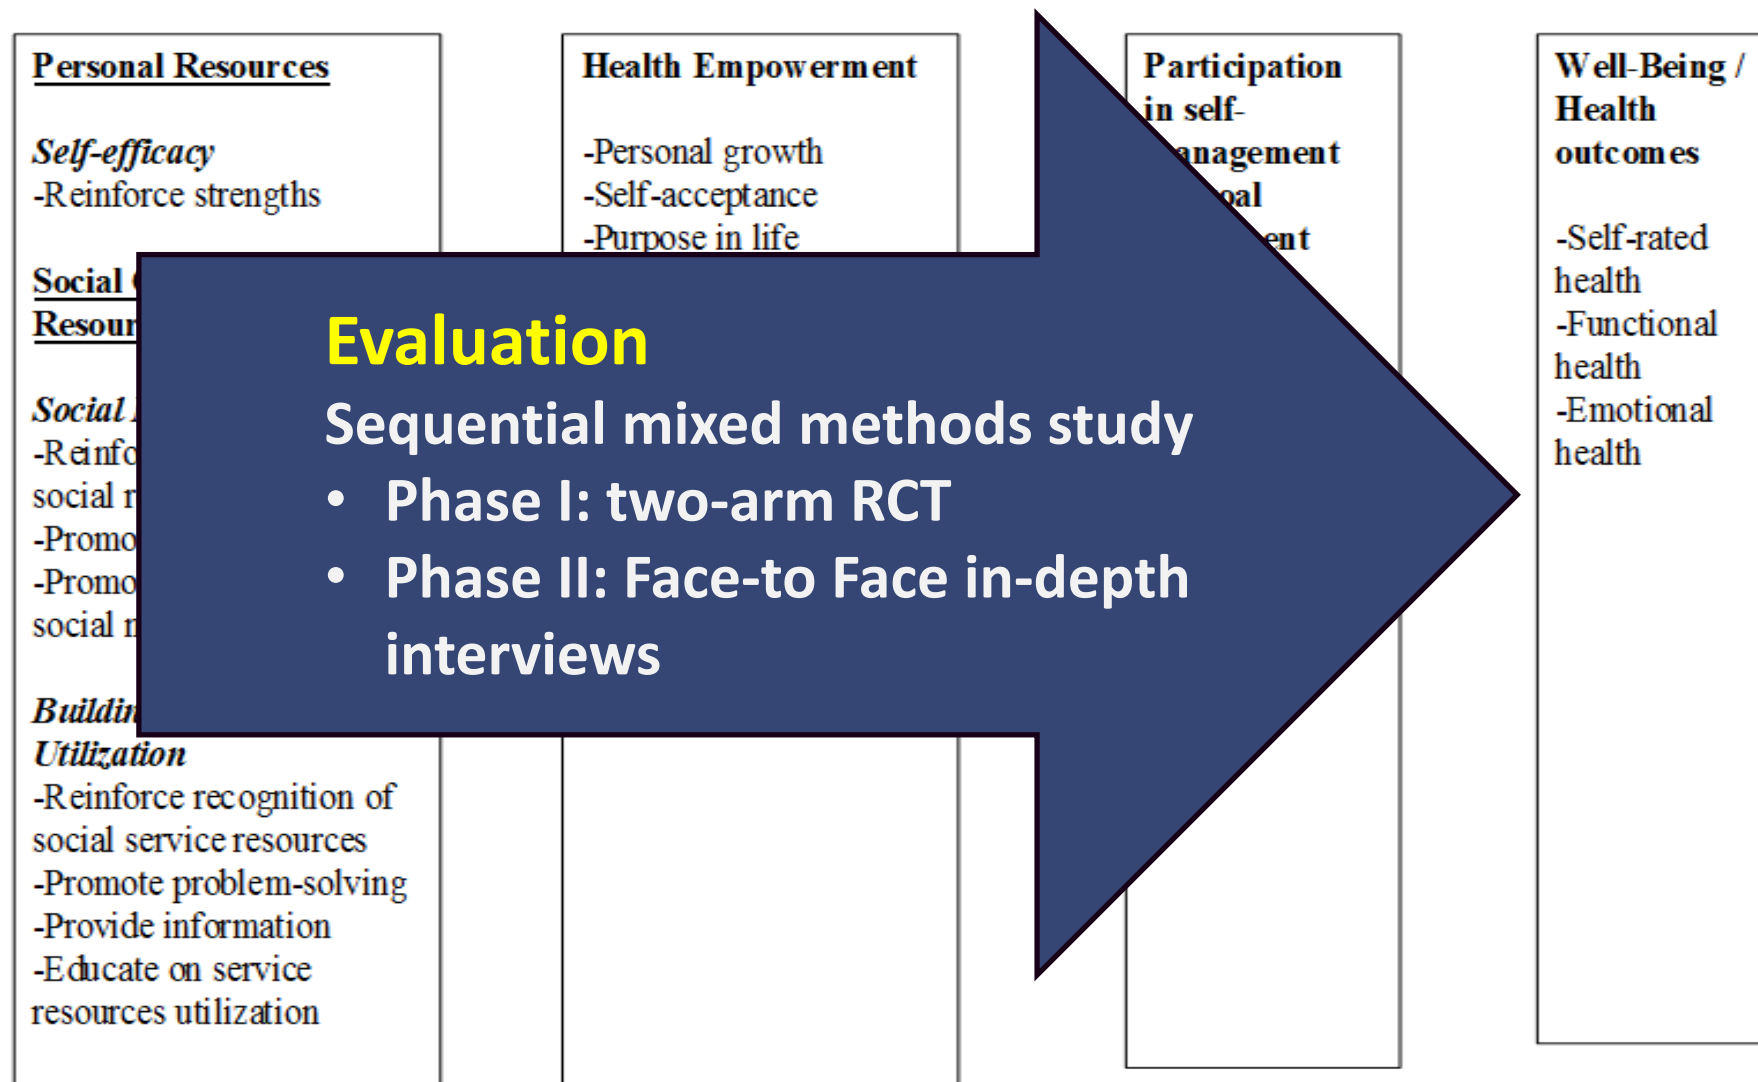 Personal Resources
Self-efficacy
-Reinforce strengths
Social
Resour
Social
-Reinfo
social r
-Promo
-Promo
social
Buildin
Utilization
-Reinforce recognition of
social service resources
-Promote problem-solving
-Provide information
-Educate on service
resources utilization
Health Empowerment
-Personal growth
-Self-acceptance
-Purpose in life
Evaluation
Sequential mixed methods study
• Phase I: two-arm RCT
• Phase II: Face-to Face in-depth
interviews
Participation
in self-
anagement
oal
ent
Well-Being /
Health
outcomes
-Self-rated
health
-Functional
health
-Emotional
health